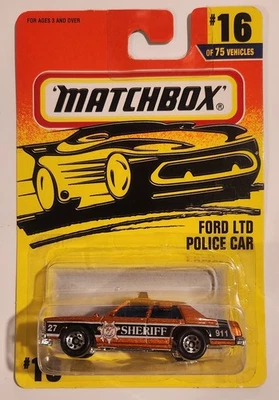 FOR AGES 3 AND OVER
#16
OF 75 VEHICLES
"MATCHBOX"®
FORD LTD
POLICE CAR
27
SHERIFF
911